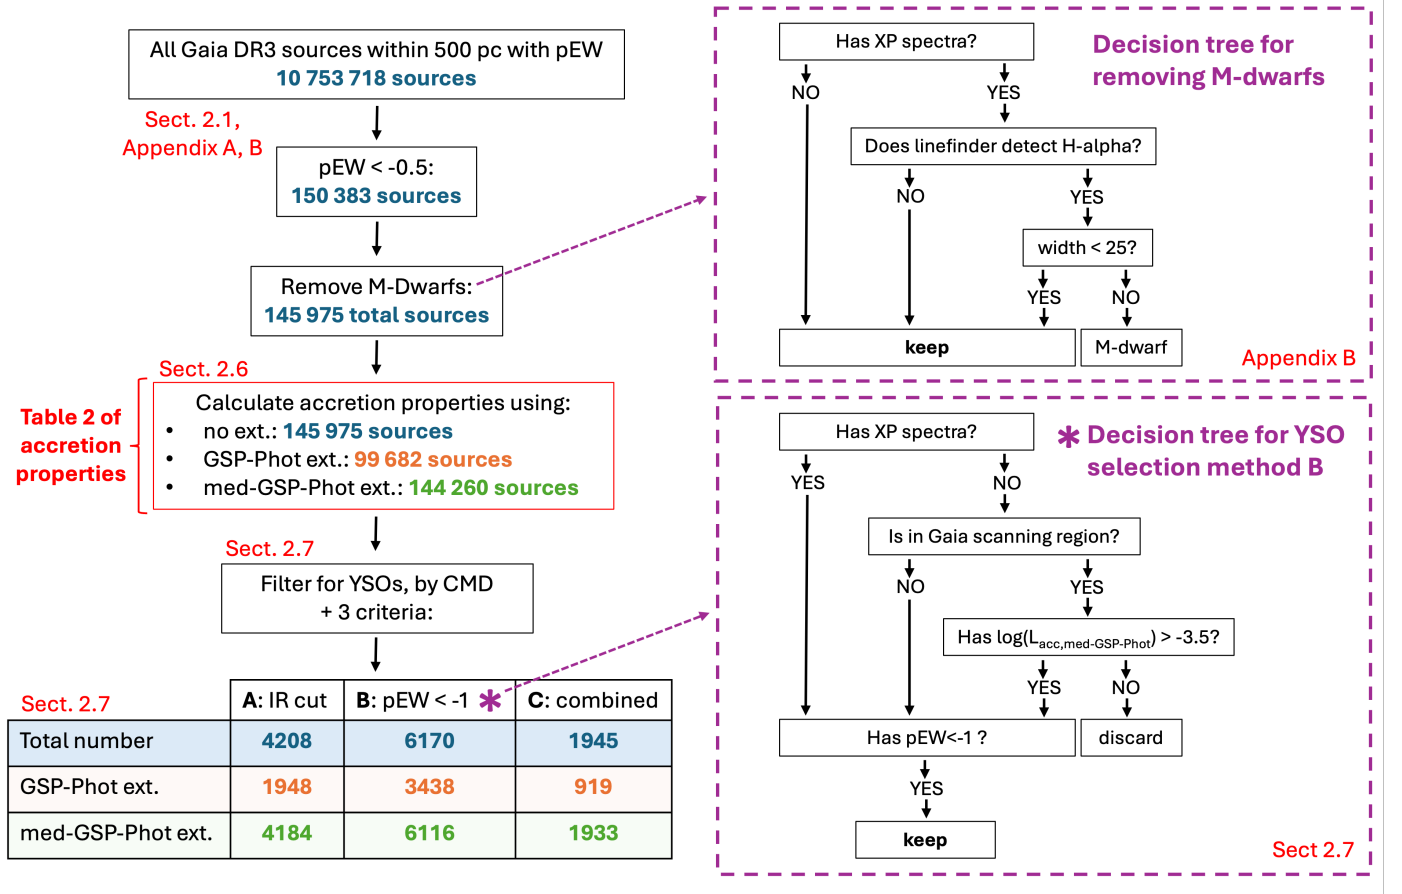 All Gaia DR3 sources within 500 pc with pEW
10 753 718 sources
Sect. 2.1,
Appendix A, B
pEW < -0.5:
150 383 sources
Remove M-Dwarfs:
145 975 total sources
Sect. 2.6
Table 2 of
accretion
properties
Calculate accretion properties using:
• no ext.: 145 975 sources
• GSP-Phot ext.: 99 682 sources
• med-GSP-Phot ext.: 144 260 sources
Sect. 2.7
Filter for YSOs, by CMD
+ 3 criteria:
Sect. 2.7
A: IR cut B: pEW < -1 * C: combined
Total number 4208 6170 1945
GSP-Phot ext. 1948 3438 919
med-GSP-Phot ext. 4184 6116 1933
Decision tree for
removing M-dwarfs
Has XP spectra?
NO YES
Does linefinder detect H-alpha?
NO YES
width < 25?
YES NO
keep M-dwarf
Appendix B
* Decision tree for YSO
selection method B
Has XP spectra?
YES NO
Is in Gaia scanning region?
NO YES
Has log(Lacc,med-GSP-Phot) > -3.5?
YES NO
Has pEW<-1 ? discard
YES
keep
Sect 2.7